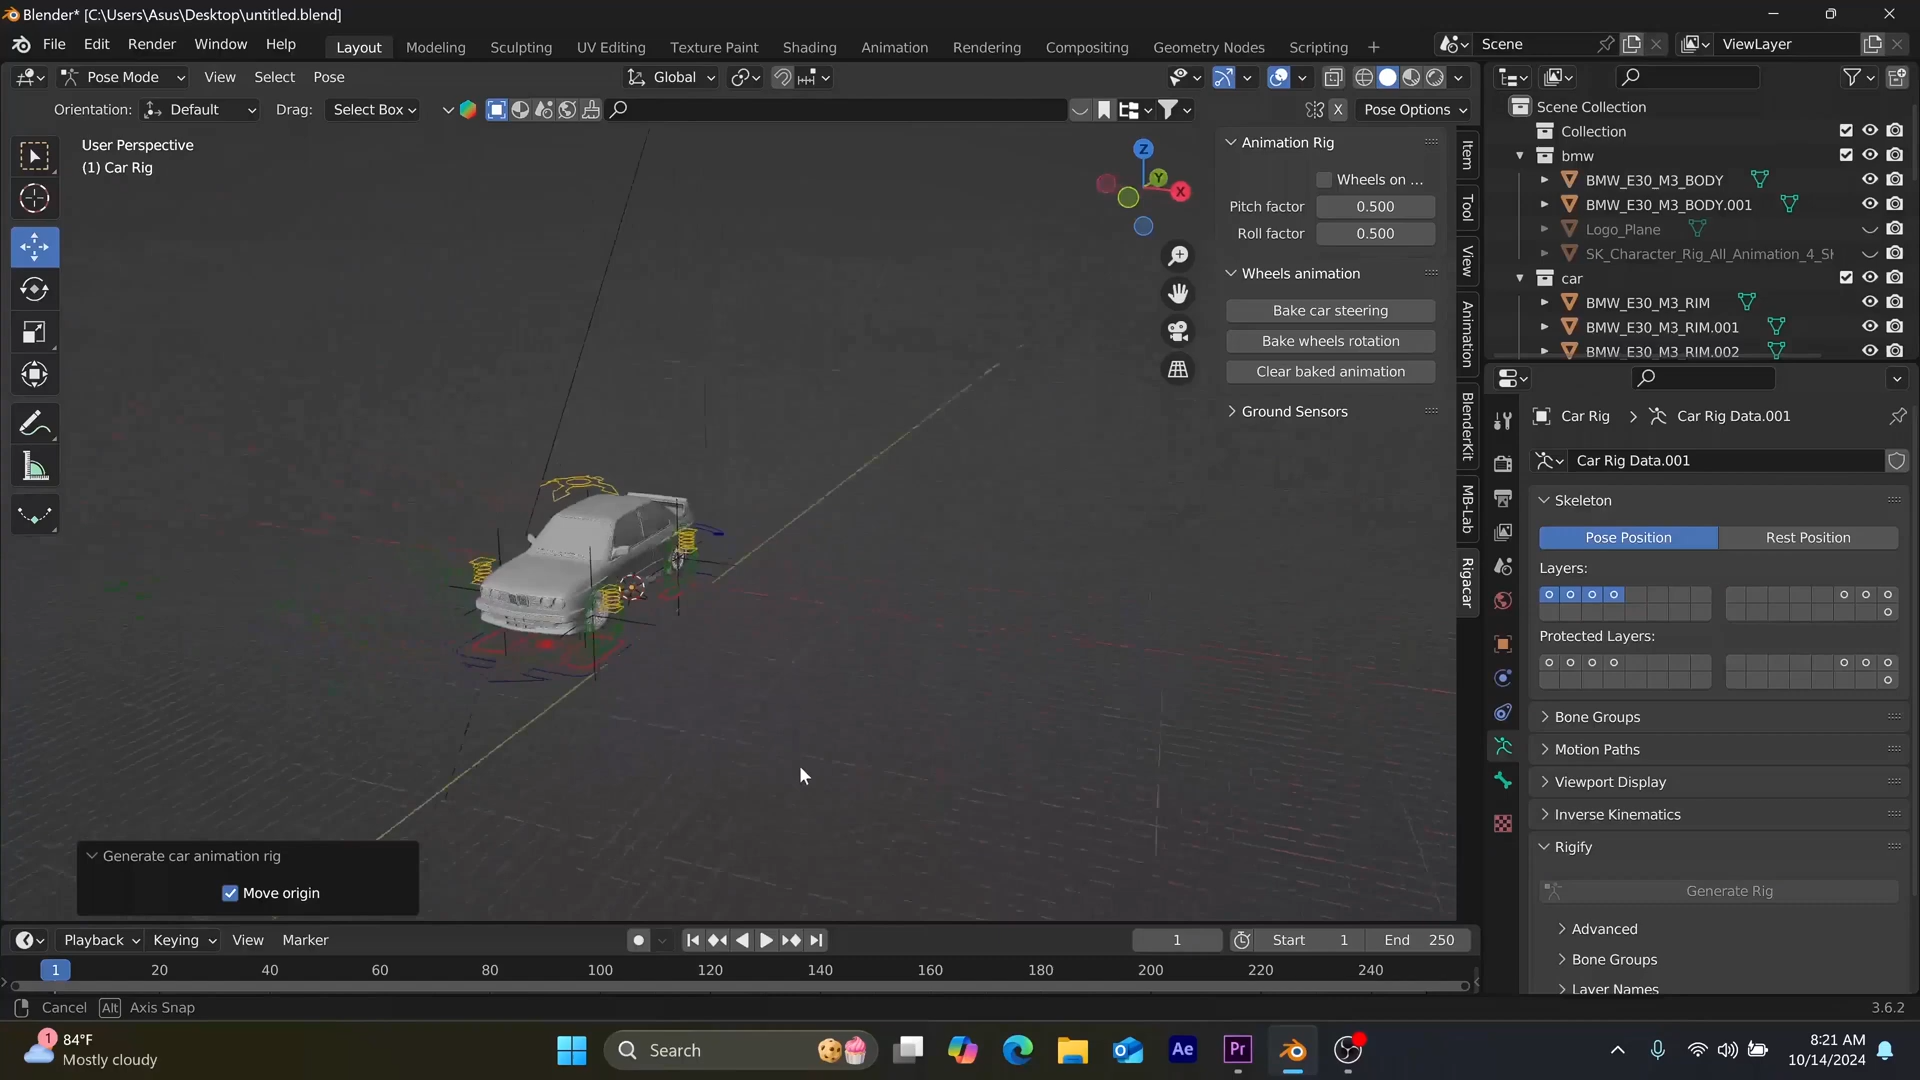 Blender* [C:\Users\Asus\Desktop\untitled.blend]
File Edit Render Window Help Layout Modeling Sculpting UV Editing Texture Paint Shading Animation Rendering Compositing Geometry Nodes Scripting + Scene ViewLayer
Pose Mode View Select Pose Global
Orientation: Default Drag: Select Box X Pose Options
User Perspective
(1) Car Rig
Z
Y
X
Animation Rig
Wheels on ...
Pitch factor 0.500
Roll factor 0.500
Wheels animation
Bake car steering
Bake wheels rotation
Clear baked animation
Ground Sensors
Item
Tool
View
Animation
BlenderKit
MB-Lab
Rigacar
Scene Collection
Collection
bmw
BMW_E30_M3_BODY
BMW_E30_M3_BODY.001
Logo_Plane
SK_Character_Rig_All_Animation_4_SI
car
BMW_E30_M3_RIM
BMW_E30_M3_RIM.001
BMW_E30_M3_RIM.002
Car Rig > Car Rig Data.001
Car Rig Data.001
Skeleton
Pose Position Rest Position
Layers:
Protected Layers:
Bone Groups
Motion Paths
Viewport Display
Inverse Kinematics
Rigify
Generate Rig
Advanced
Bone Groups
Layer Names
Generate car animation rig
Move origin
Playback Keying View Marker 1 Start 1 End 250
1 20 40 60 80 100 120 140 160 180 200 220 240
Cancel Alt Axis Snap 3.6.2
1 84°F
Mostly cloudy
Search
Ae
Pr
8:21 AM
10/14/2024